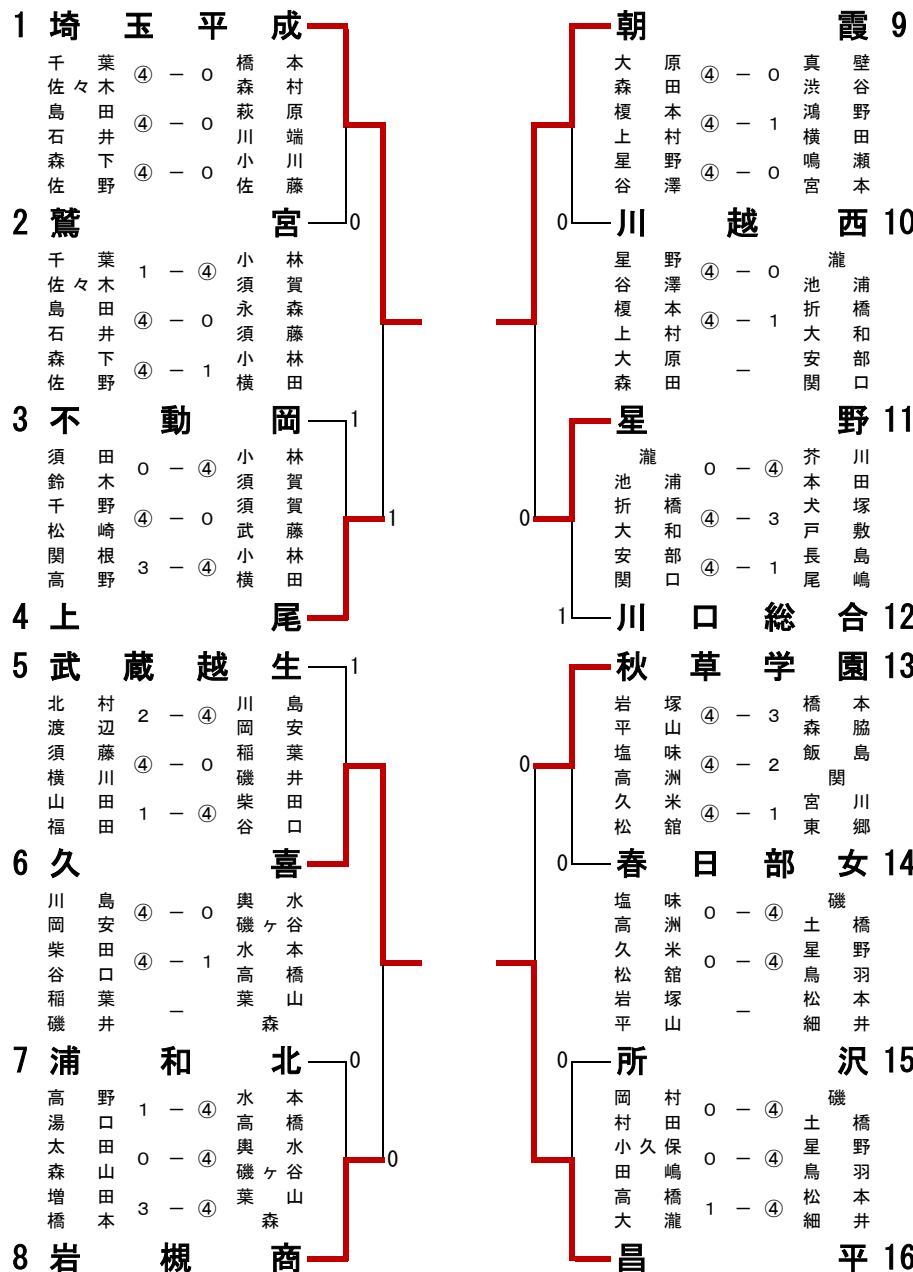 1 埼玉平成
千葉 ④ － 0 橋本
佐々木 森村
島田 ④ － 0 萩原
石井 川端
森下 ④ － 0 小川
佐野 佐藤
2 鷲宮 0
千葉 1 － ④ 小林
佐々木 須賀
島田 ④ － 0 永森
石井 須藤
森下 ④ － 1 小林
佐野 横田
3 不動岡 1
須田 0 － ④ 小林
鈴木 須賀
千野 ④ － 0 須賀
松崎 武藤
1
関根 3 － ④ 小林
高野 横田
4 上尾
5 武蔵越生 1
北村 2 － ④ 川島
渡辺 岡安
須藤 ④ － 0 稲葉
横川 磯井
山田 1 － ④ 柴田
福田 谷口
6 久喜
川島 ④ － 0 輿水
岡安 磯ヶ谷
柴田 ④ － 1 水本
谷口 高橋
稲葉 － 葉山
磯井 森
7 浦和北 0
高野 1 － ④ 水本
湯口 高橋
太田 0 － ④ 輿水
森山 磯ヶ谷
0
増田 3 － ④ 葉山
橋本 森
8 岩槻商
朝霞 9
大原 ④ － 0 真壁
森田 渋谷
榎本 ④ － 1 鴻野
上村 横田
星野 ④ － 0 鳴瀬
谷澤 宮本
0 川越西 10
星野 ④ － 0 瀧
谷澤 池浦
榎本 ④ － 1 折橋
上村 大和
大原 － 安部
森田 関口
星野 11
瀧 0 － ④ 芥川
池浦 本田
折橋 ④ － 3 犬塚
大和 戸敷
0
安部 ④ － 1 長島
関口 尾嶋
1 川口総合 12
秋草学園 13
岩塚 ④ － 3 橋本
平山 森脇
塩味 ④ － 2 飯島
高洲 関
0
久米 ④ － 1 宮川
松舘 東郷
0 春日部女 14
塩味 0 － ④ 磯
高洲 土橋
久米 0 － ④ 星野
松舘 鳥羽
岩塚 － 松本
平山 細井
0 所沢 15
岡村 0 － ④ 磯
村田 土橋
小久保 0 － ④ 星野
田嶋 鳥羽
高橋 1 － ④ 松本
大瀧 細井
昌平 16